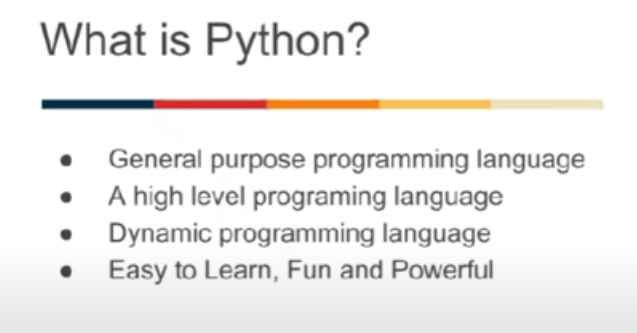 What is Python?
● General purpose programming language
● A high level programing language
● Dynamic programming language
● Easy to Learn, Fun and Powerful